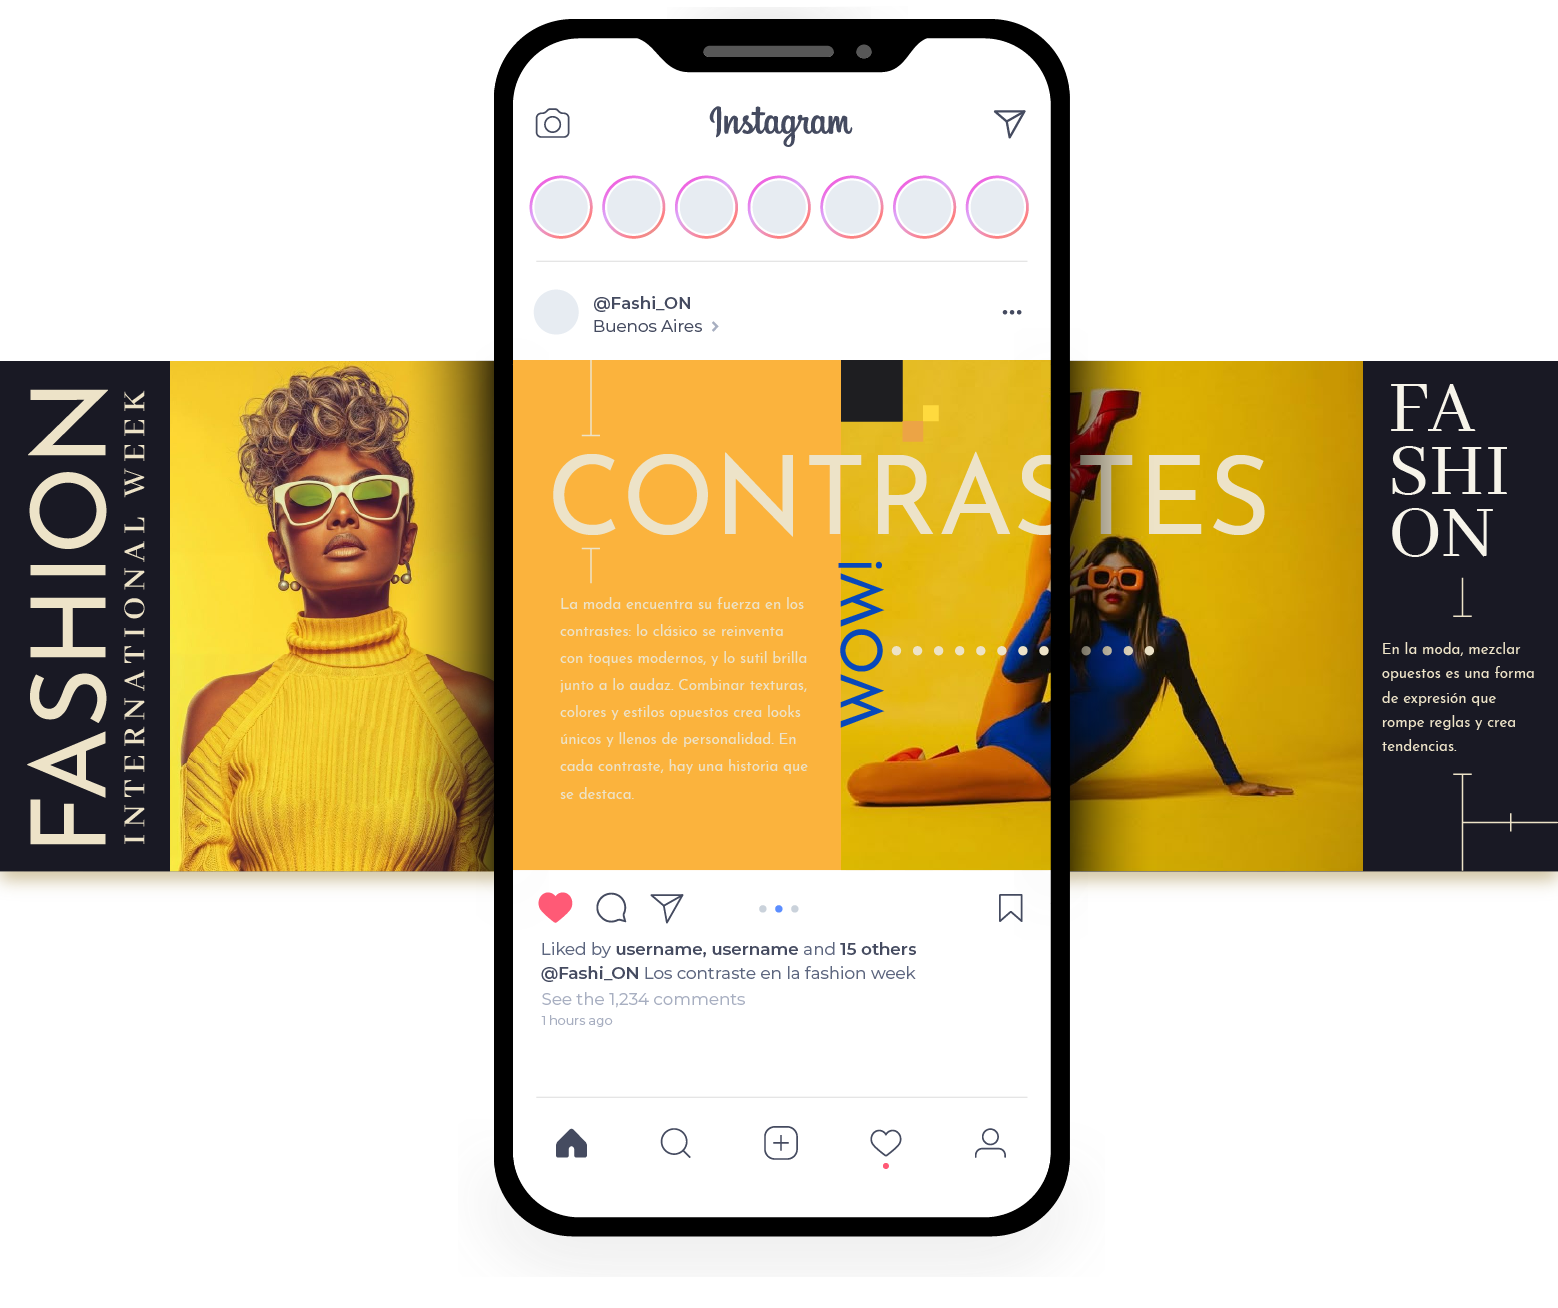 Instagram
@Fashi_ON
Buenos Aires
FASHION
INTERNATIONAL WEEK
CONTRASTES
La moda encuentra su fuerza en los
contrastes: lo clásico se reinventa
con toques modernos, y lo sutil brilla
junto a lo audaz. Combinar texturas,
colores y estilos opuestos crea looks
únicos y llenos de personalidad. En
cada contraste, hay una historia que
se destaca.
WOW!
FA
SHI
ON
En la moda, mezclar
opuestos es una forma
de expresión que
rompe reglas y crea
tendencias.
Liked by username, username and 15 others
@Fashi_ON Los contraste en la fashion week
See the 1,234 comments
1 hours ago